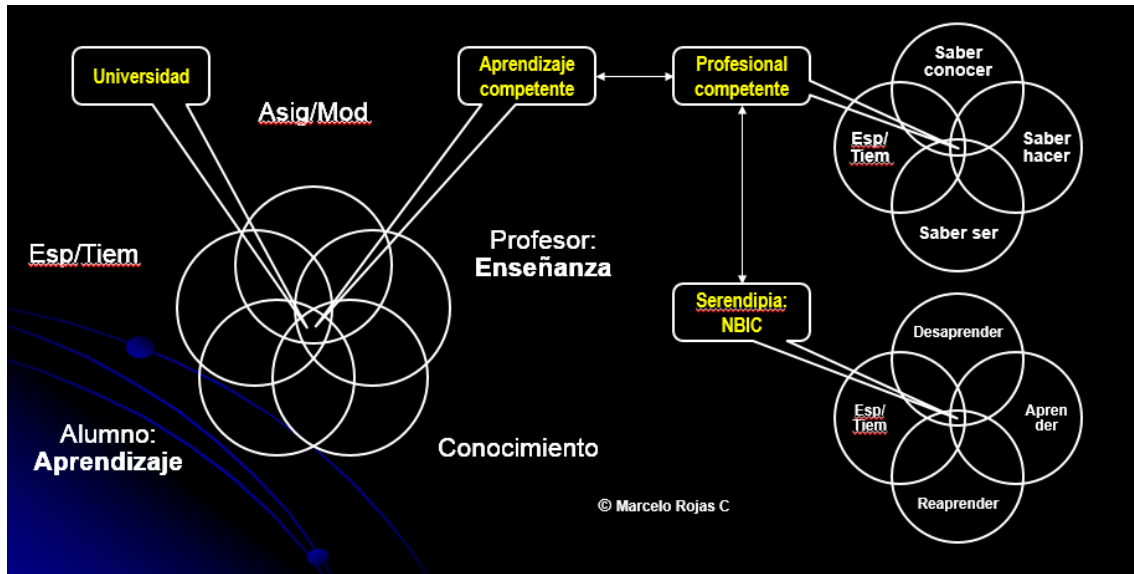 Universidad
Asig/Mod
Aprendizaje
competente
Profesional
competente
Saber
conocer
Esp/
Tiem
Saber
hacer
Saber ser
Esp/Tiem
Profesor:
Enseñanza
Alumno:
Aprendizaje
Conocimiento
Serendipia:
NBIC
Desaprender
Esp/
Tiem
Apren
der
Reaprender
© Marcelo Rojas C